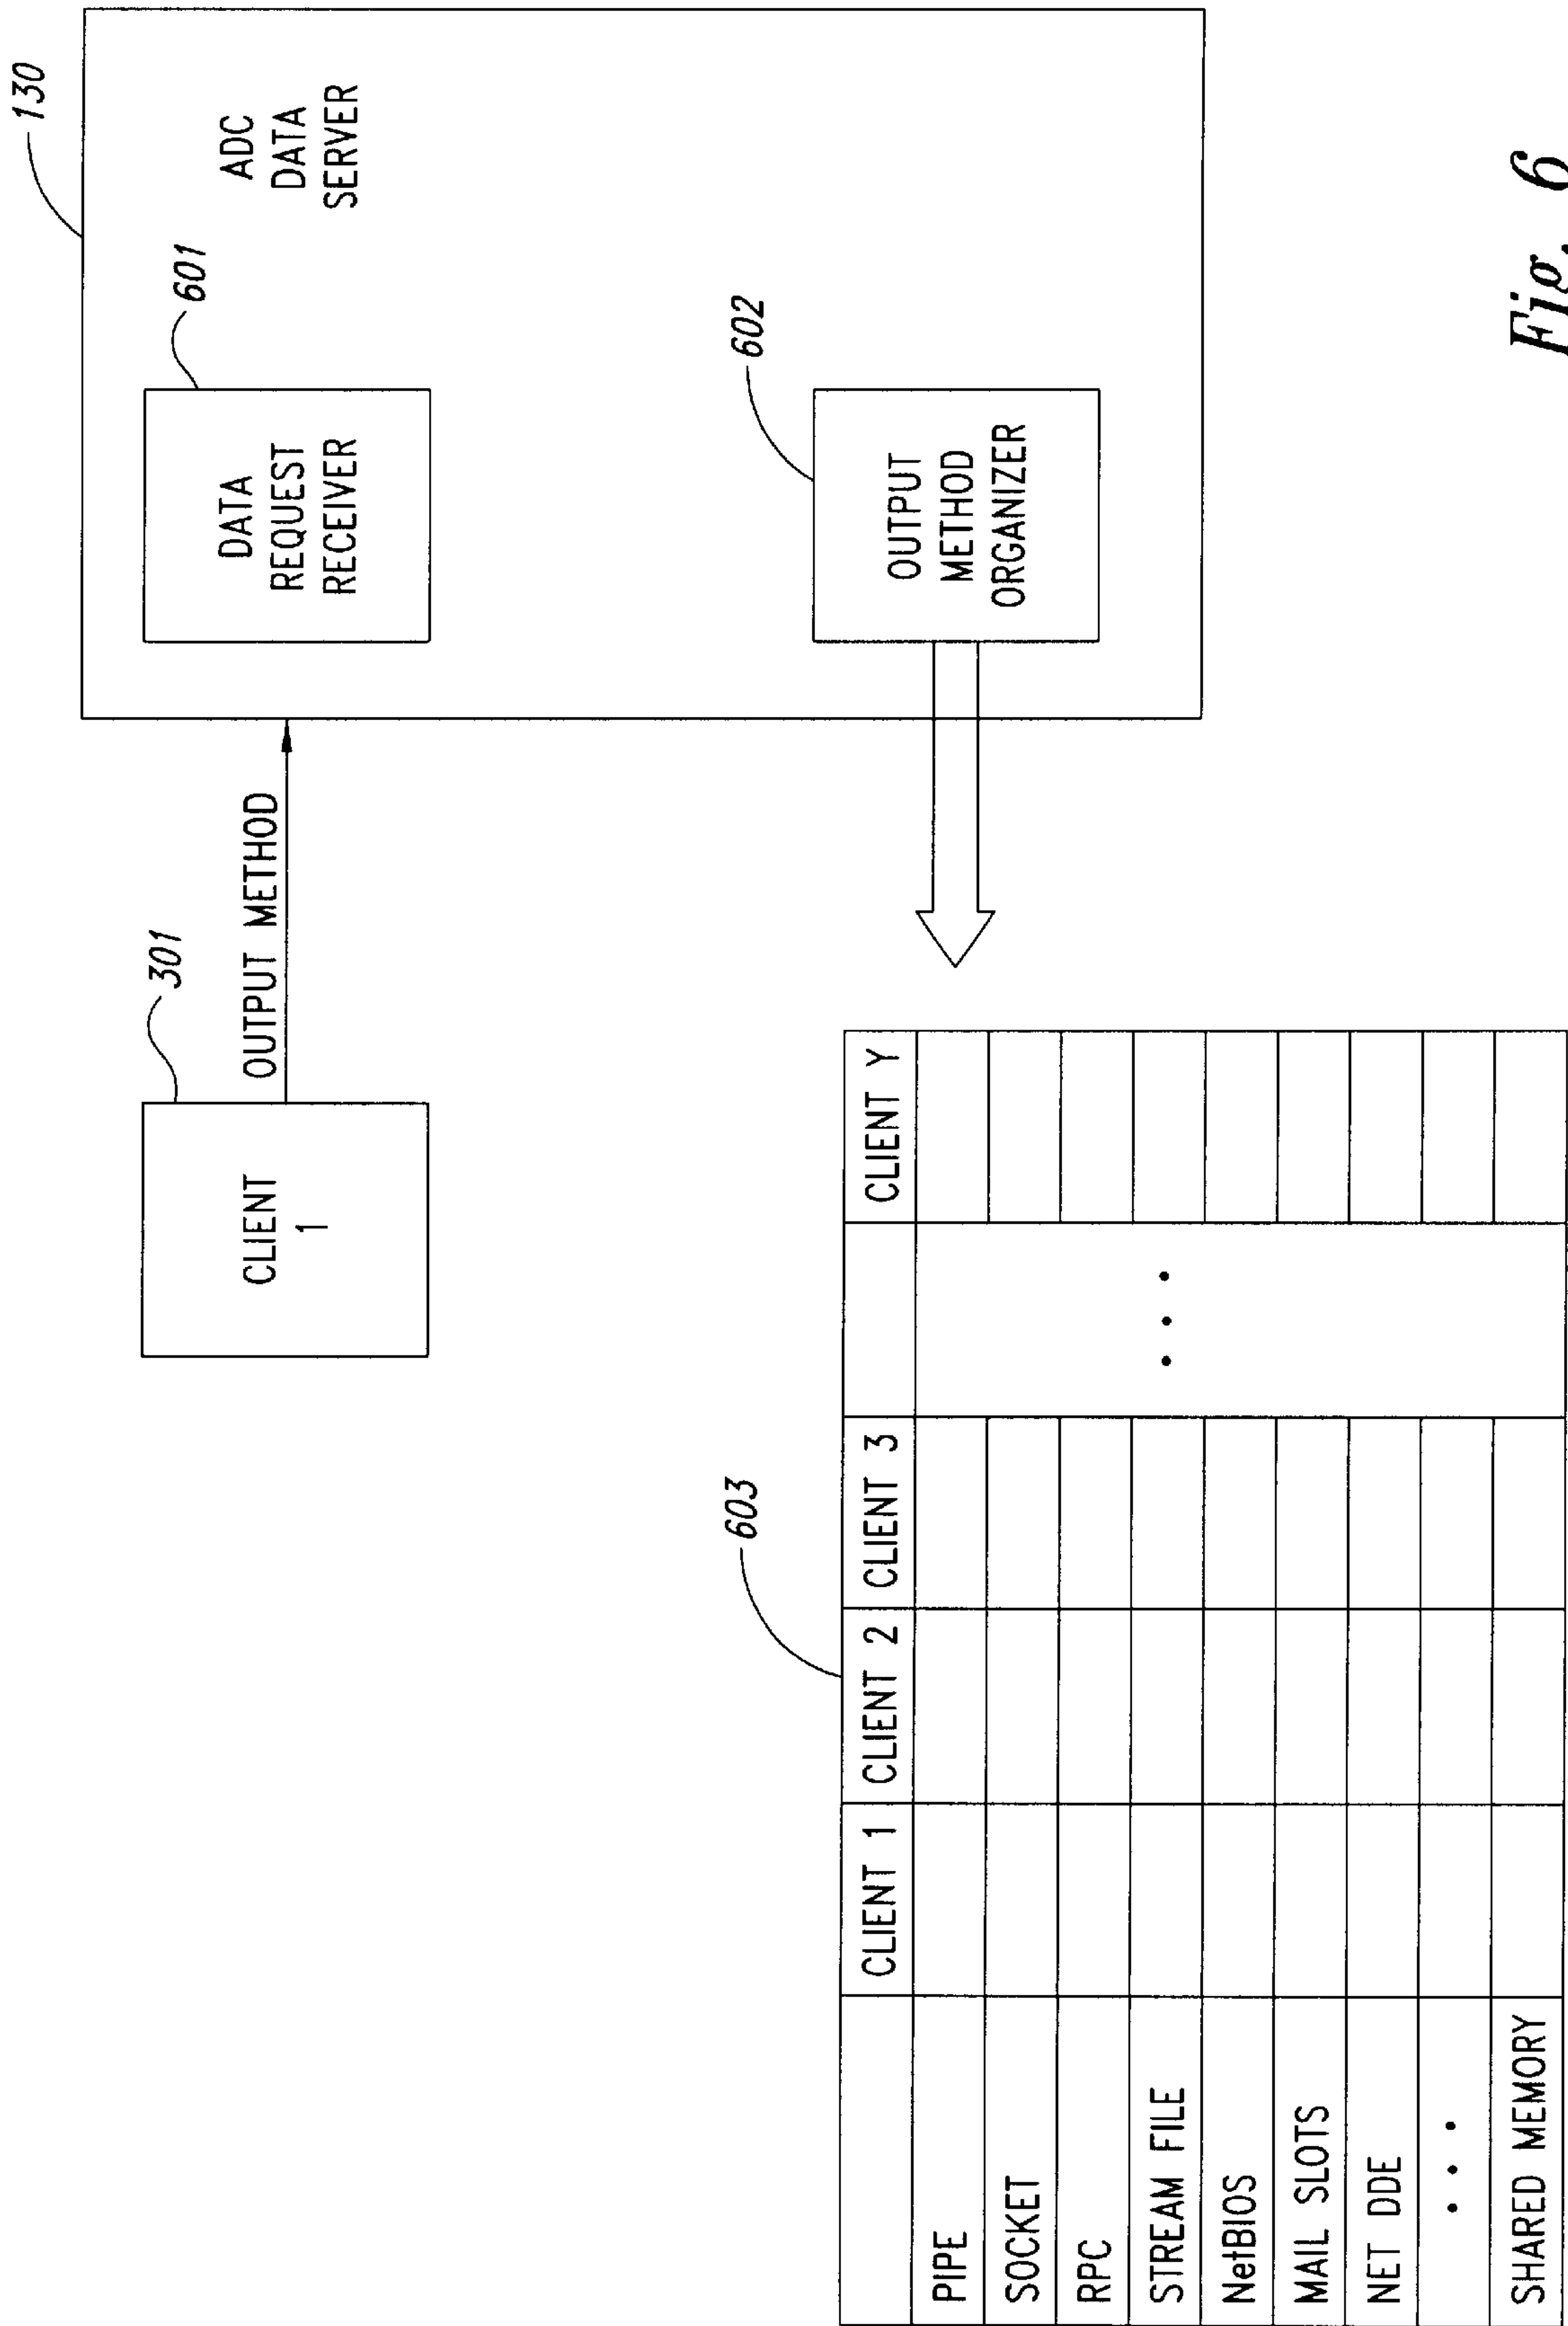 130
ADC
DATA
SERVER
601
DATA
REQUEST
RECEIVER
602
OUTPUT
METHOD
ORGANIZER
301
CLIENT
1
OUTPUT METHOD
603
CLIENT 1 CLIENT 2 CLIENT 3 CLIENT Y
PIPE
SOCKET
RPC
STREAM FILE
NetBIOS
MAIL SLOTS
NET DDE
• • •
SHARED MEMORY
• • •
Fig. 6